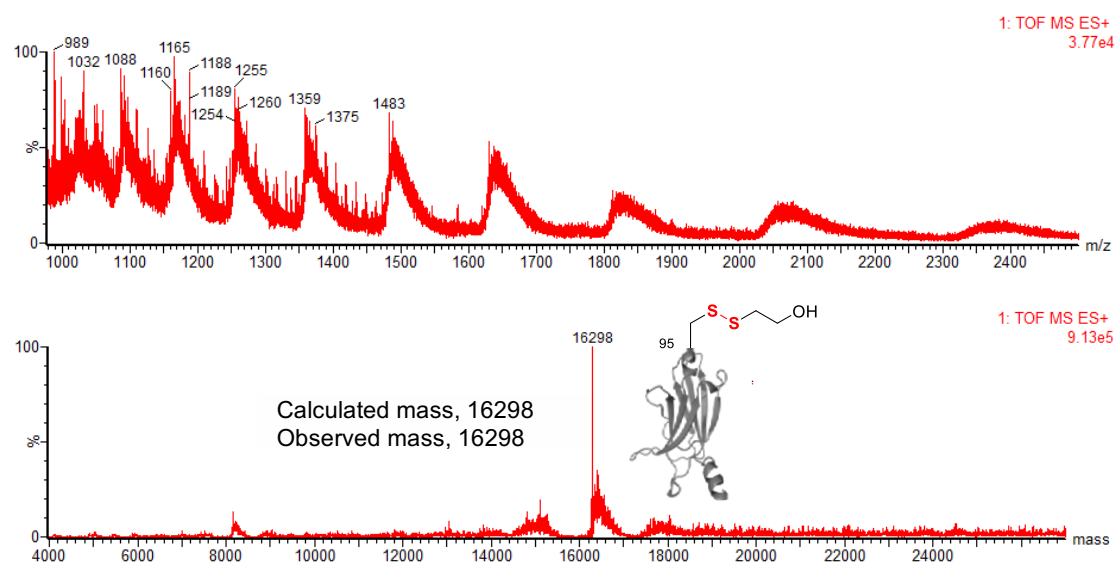 1: TOF MS ES+
3.77e4
100
%
0
989
1032
1088
1160
1165
1188
1189
1254
1255
1260
1359
1375
1483
1000 1100 1200 1300 1400 1500 1600 1700 1800 1900 2000 2100 2200 2300 2400
m/z
1: TOF MS ES+
9.13e5
100
%
0
16298
95
S
S
OH
Calculated mass, 16298
Observed mass, 16298
4000 6000 8000 10000 12000 14000 16000 18000 20000 22000 24000
mass